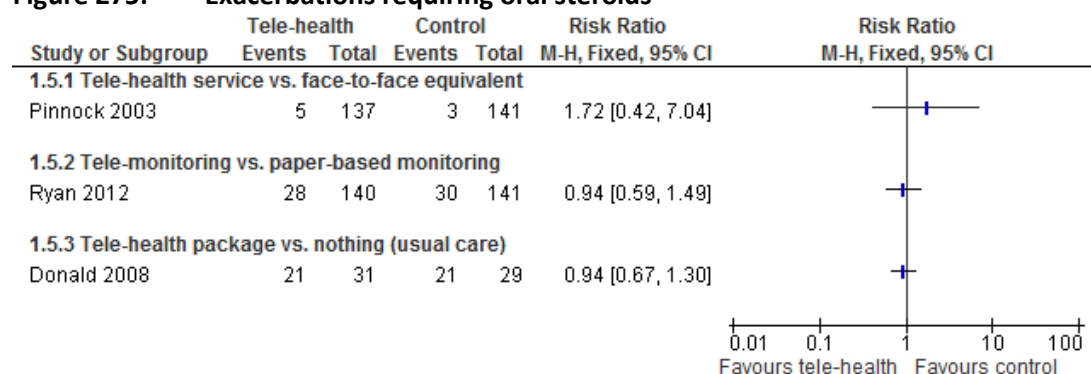 Figure 275: Exacerbations requiring oral steroids
Tele-health Control Risk Ratio Risk Ratio
Study or Subgroup Events Total Events Total M-H, Fixed, 95% CI M-H, Fixed, 95% CI
1.5.1 Tele-health service vs. face-to-face equivalent
Pinnock 2003 5 137 3 141 1.72 [0.42, 7.04]
1.5.2 Tele-monitoring vs. paper-based monitoring
Ryan 2012 28 140 30 141 0.94 [0.59, 1.49]
1.5.3 Tele-health package vs. nothing (usual care)
Donald 2008 21 31 21 29 0.94 [0.67, 1.30]
0.01 0.1 1 10 100
Favours tele-health Favours control